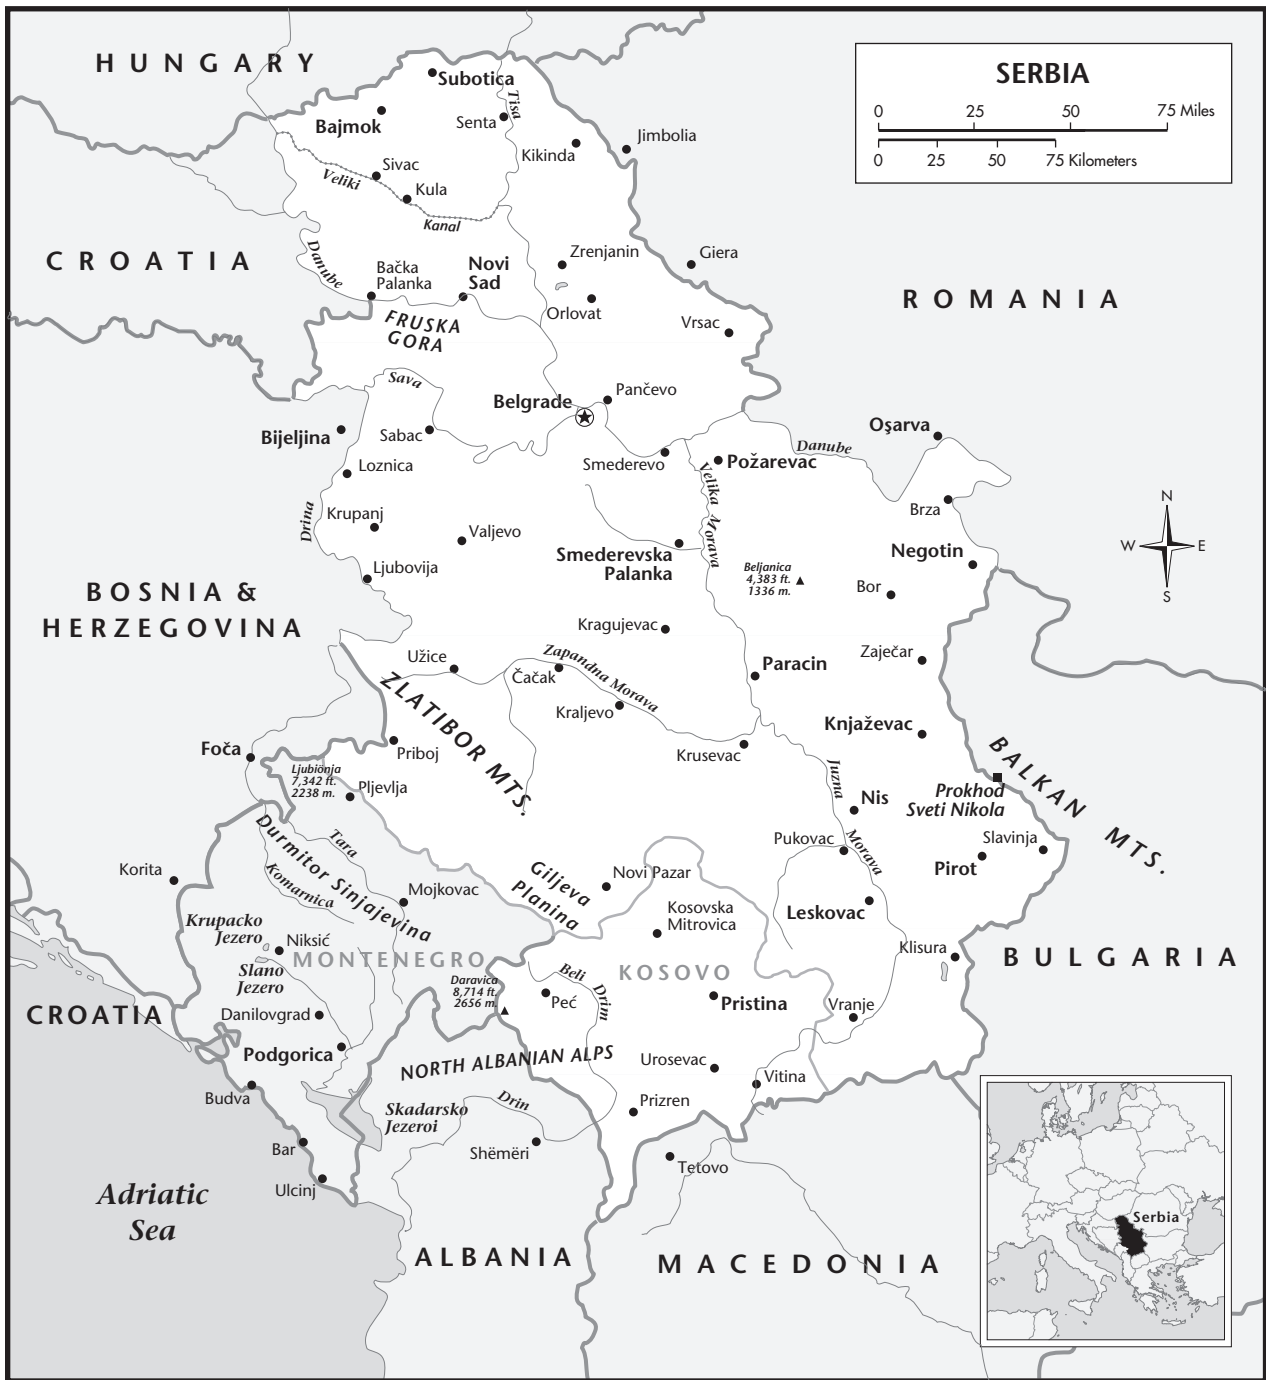 HUNGARY
SERBIA
0 25 50 75 Miles
0 25 50 75 Kilometers
Subotica
Bajmok
Tisa
Senta
Kikinda
Jimbolia
Sivac
Veliki
Kula
Kanal
CROATIA
Danube
Bačka
Palanka
Novi
Sad
Zrenjanin
Giera
ROMANIA
Orlovat
Vrsac
FRUSKA
GORA
Sava
Belgrade
Pančevo
Bijeljina
Sabac
Oşarva
Danube
Smederevo
Požarevac
Loznica
Velika Morava
Drina
Krupanj
Valjevo
Brza
N
W E
S
Smederevska
Palanka
Negotin
Ljubovija
Beljanica
4,383 ft.
1336 m.
Bor
BOSNIA &
HERZEGOVINA
Kragujevac
Užice
Čačak
Zapandna Morava
Paracin
Zaječar
ZLATIBOR MTS.
Kraljevo
Knjaževac
Foča
Priboj
Krusevac
BALKAN MTS.
Ljubionja
7,342 ft.
2238 m.
Pljevlja
Juzna
Nis
Prokhod
Sveti Nikola
Durmitor Sinjajevina
Tara
Pukovac
Morava
Slavinja
Pirot
Korita
Komarnica
Mojkovac
Giljeva
Planina
Novi Pazar
Krupacko
Jezero
Niksić
Kosovska
Mitrovica
Leskovac
MONTENEGRO
Klisura
BULGARIA
Slano
Jezero
Daravica
8,714 ft.
2656 m.
Beli Drim
KOSOVO
Peć
Pristina
CROATIA
Danilovgrad
Vranje
Podgorica
NORTH ALBANIAN ALPS
Urosevac
Vitina
Budva
Skadarsko
Jezeroi
Drin
Prizren
Bar
Shëmëri
Tetovo
Ulcinj
Adriatic
Sea
Serbia
ALBANIA
MACEDONIA